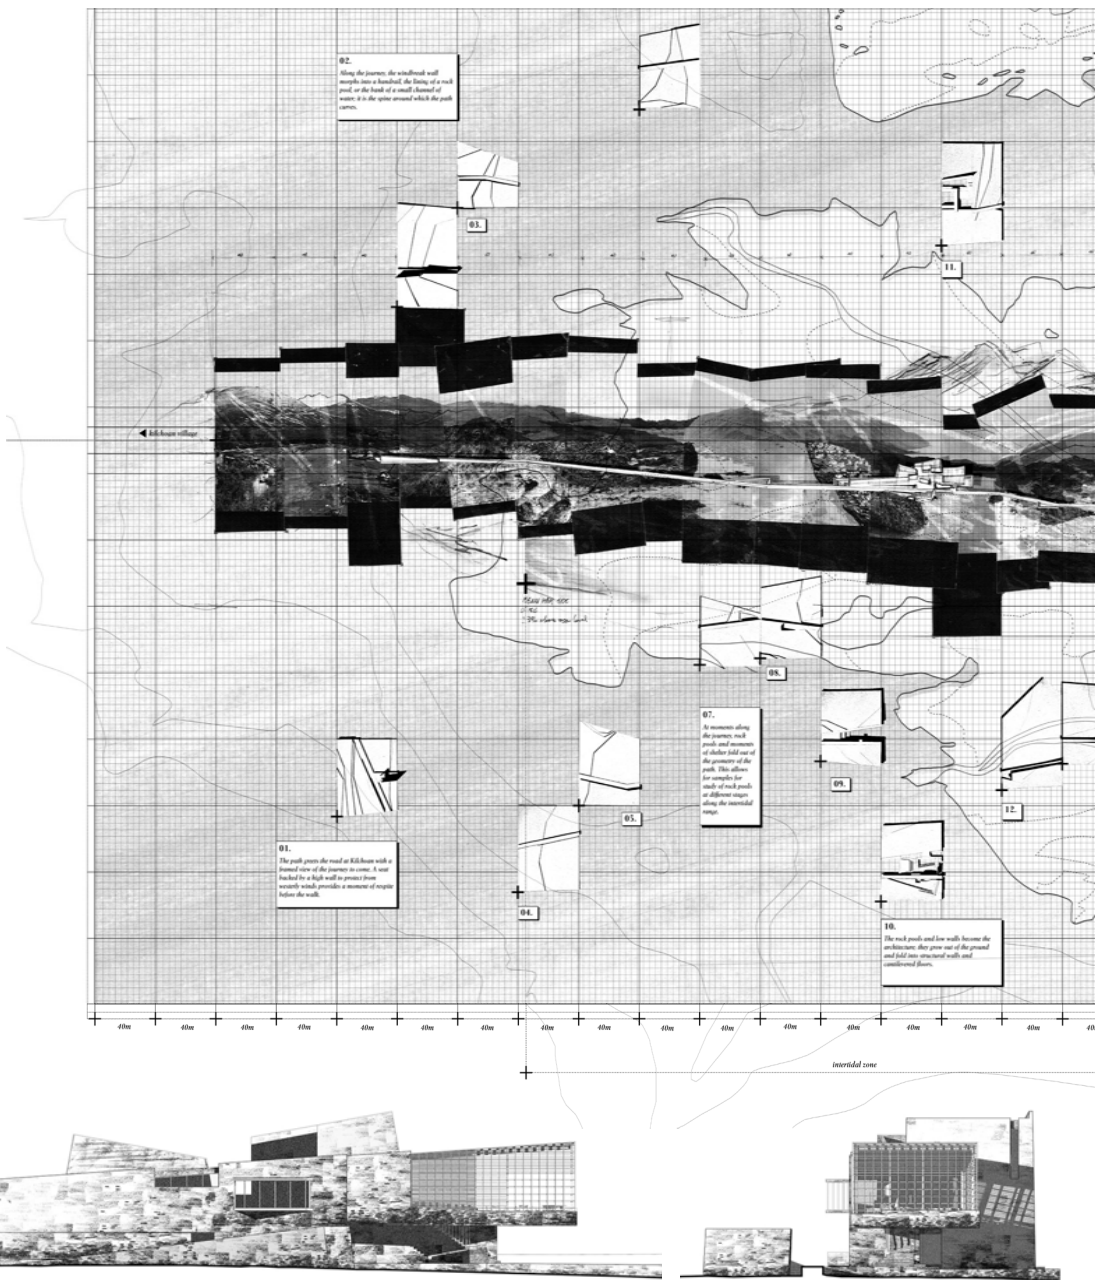 02.
Along the journey, the windbreak wall
morphs into a handrail, the lining of a rock
pool, or the bank of a small channel of
water; it is the spine around which the path
curves.
03.
11.
kilchoan village
08.
07.
At moments along
the journey, rock
pools and moments
of shelter fold out of
the geometry of the
path. This allows
for samples for
study of rock pools
at different stages
along the intertidal
range.
09.
12.
05.
01.
The path greets the road at Kilchoan with a
framed view of the journey to come. A seat
backed by a high wall to protect from
westerly winds provides a moment of respite
before the walk.
04.
10.
The rock pools and low walls become the
architecture; they grow out of the ground
and fold into structural walls and
cantilevered floors.
40m 40m 40m 40m 40m 40m 40m 40m 40m 40m 40m 40m 40m 40m 40m 40m
intertidal zone